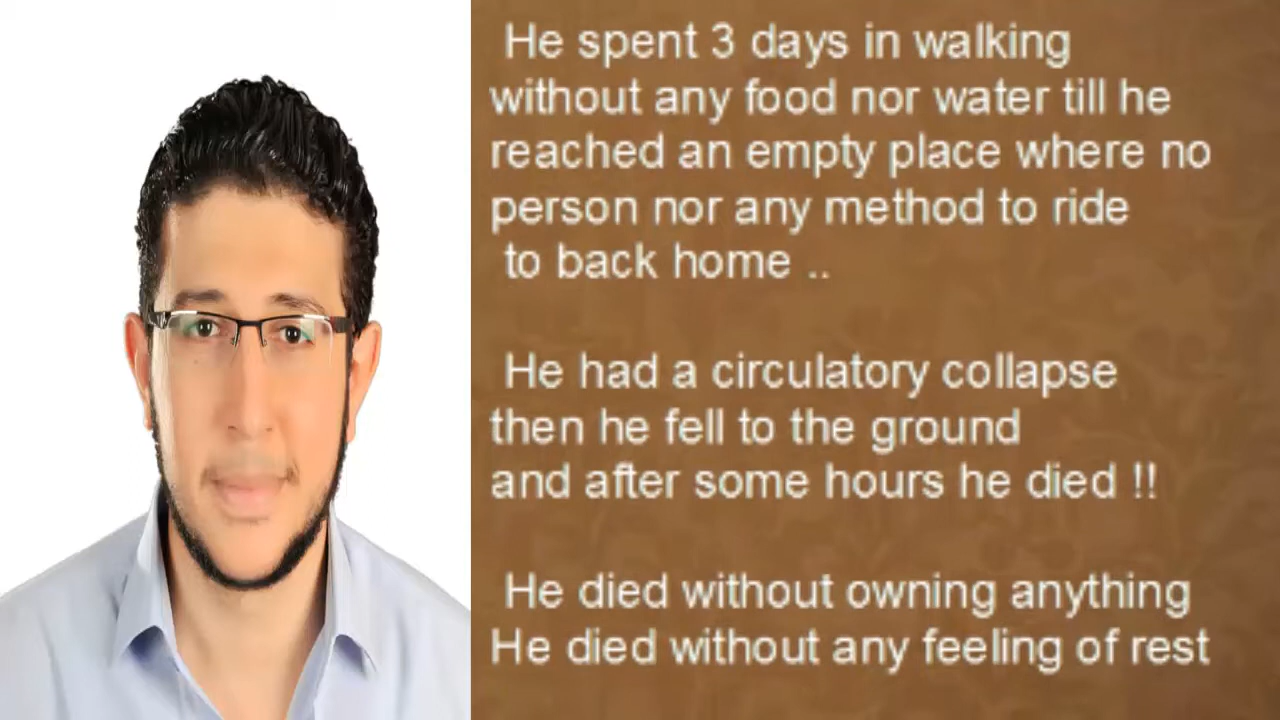 He spent 3 days in walking
without any food nor water till he
reached an empty place where no
person nor any method to ride
to back home ..
He had a circulatory collapse
then he fell to the ground
and after some hours he died !!
He died without owning anything
He died without any feeling of rest